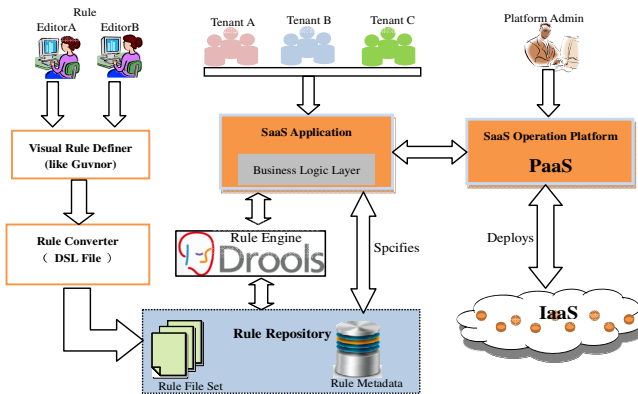 Rule
EditorA
EditorB
Tenant A
Tenant B
Tenant C
Platform Admin
Visual Rule Definer
(like Guvnor)
SaaS Application
Business Logic Layer
SaaS Operation Platform
PaaS
Rule Converter
( DSL File )
Rule Engine
Drools
Spcifies
Deploys
IaaS
Rule Repository
Rule File Set
Rule Metadata